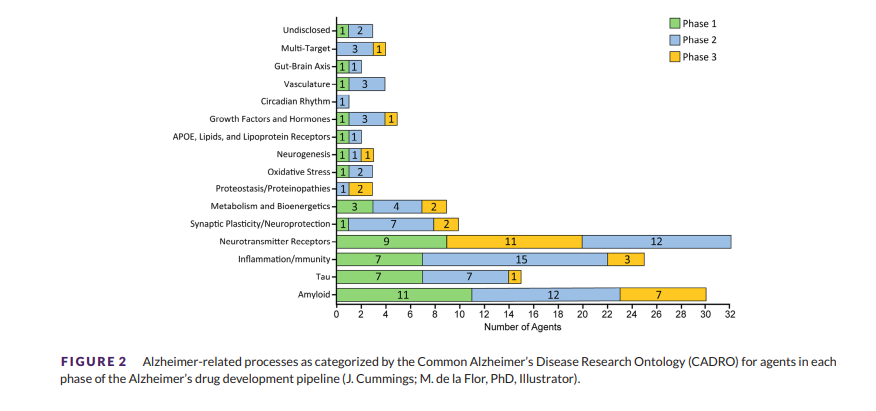 Phase 1
Phase 2
Phase 3
Undisclosed 1 2
Multi-Target 3 1
Gut-Brain Axis 1 1
Vasculature 1 3
Circadian Rhythm 1
Growth Factors and Hormones 1 3 1
APOE, Lipids, and Lipoprotein Receptors 1 1
Neurogenesis 1 1 1
Oxidative Stress 1 2
Proteostasis/Proteinopathies 1 2
Metabolism and Bioenergetics 3 4 2
Synaptic Plasticity/Neuroprotection 1 7 2
Neurotransmitter Receptors 9 11 12
Inflammation/mmunity 7 15 3
Tau 7 7 1
Amyloid 11 12 7
0 2 4 6 8 10 12 14 16 18 20 22 24 26 28 30 32
Number of Agents
FIGURE 2 Alzheimer-related processes as categorized by the Common Alzheimer's Disease Research Ontology (CADRO) for agents in each
phase of the Alzheimer's drug development pipeline (J. Cummings; M. de la Flor, PhD, Illustrator).